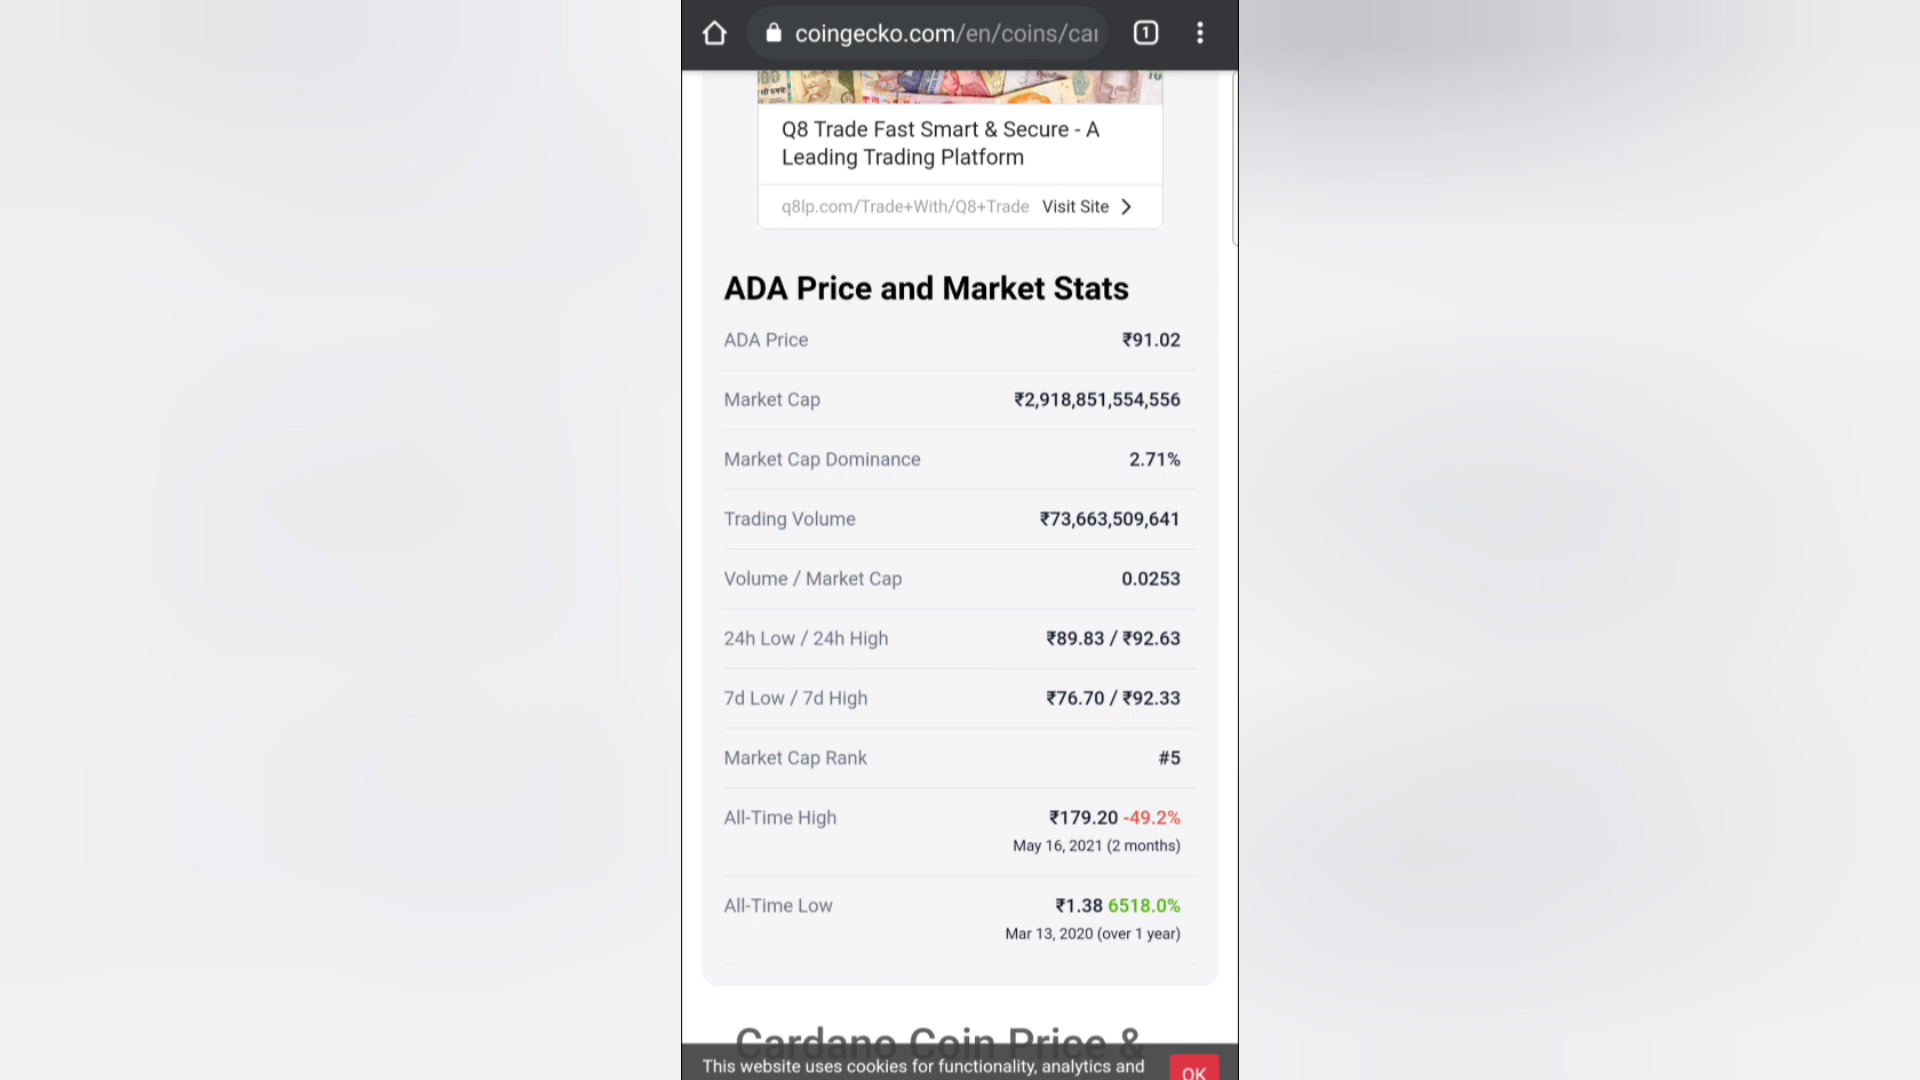 coingecko.com/en/coins/car
1
Q8 Trade Fast Smart & Secure - A
Leading Trading Platform
q8lp.com/Trade+With/Q8+Trade Visit Site
ADA Price and Market Stats
ADA Price ₹91.02
Market Cap ₹2,918,851,554,556
Market Cap Dominance 2.71%
Trading Volume ₹73,663,509,641
Volume / Market Cap 0.0253
24h Low / 24h High ₹89.83 / ₹92.63
7d Low / 7d High ₹76.70 / ₹92.33
Market Cap Rank #5
All-Time High ₹179.20 -49.2%
May 16, 2021 (2 months)
All-Time Low ₹1.38 6518.0%
Mar 13, 2020 (over 1 year)
Cardano Coin Price &
This website uses cookies for functionality, analytics and
OK